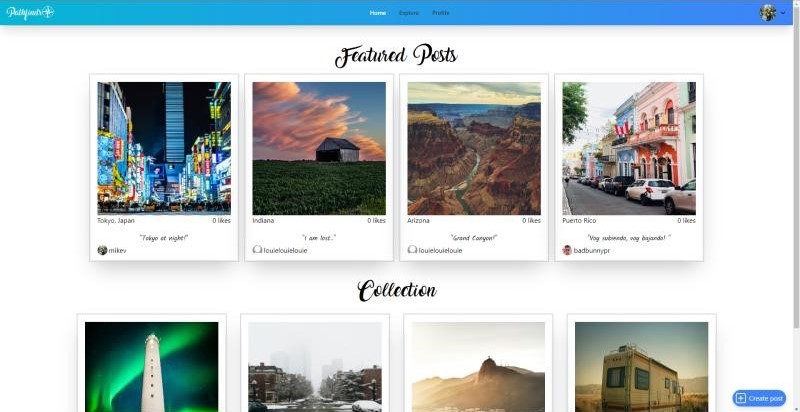 Pathfinds
Home Explore Profile
Featured Posts
Tokyo, Japan 0 likes
"Tokyo at night!"
mikev
Indiana 0 likes
"I am lost.."
louielouielouie
Arizona 0 likes
"Grand Canyon!"
louielouielouie
Puerto Rico 0 likes
"Voy subiendo, voy bajando! "
badbunnypr
Collection
Create post